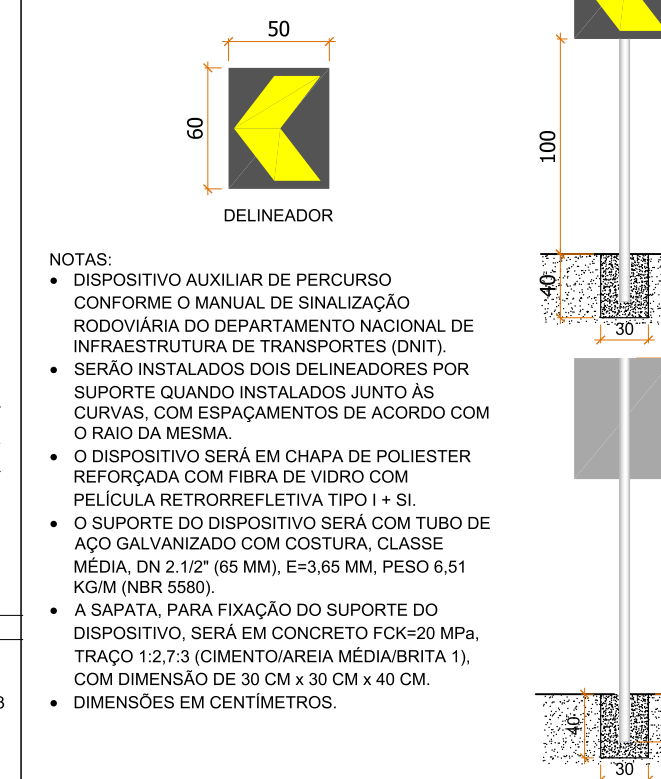 50
60
DELINEADOR
100
40
30
NOTAS:
● DISPOSITIVO AUXILIAR DE PERCURSO
CONFORME O MANUAL DE SINALIZAÇÃO
RODOVIÁRIA DO DEPARTAMENTO NACIONAL DE
INFRAESTRUTURA DE TRANSPORTES (DNIT).
● SERÃO INSTALADOS DOIS DELINEADORES POR
SUPORTE QUANDO INSTALADOS JUNTO ÀS
CURVAS, COM ESPAÇAMENTOS DE ACORDO COM
O RAIO DA MESMA.
● O DISPOSITIVO SERÁ EM CHAPA DE POLIESTER
REFORÇADA COM FIBRA DE VIDRO COM
PELÍCULA RETRORREFLETIVA TIPO I + SI.
● O SUPORTE DO DISPOSITIVO SERÁ COM TUBO DE
AÇO GALVANIZADO COM COSTURA, CLASSE
MÉDIA, DN 2.1/2" (65 MM), E=3,65 MM, PESO 6,51
KG/M (NBR 5580).
● A SAPATA, PARA FIXAÇÃO DO SUPORTE DO
DISPOSITIVO, SERÁ EM CONCRETO FCK=20 MPa,
TRAÇO 1:2,7:3 (CIMENTO/AREIA MÉDIA/BRITA 1),
COM DIMENSÃO DE 30 CM x 30 CM x 40 CM.
● DIMENSÕES EM CENTÍMETROS.
40
30